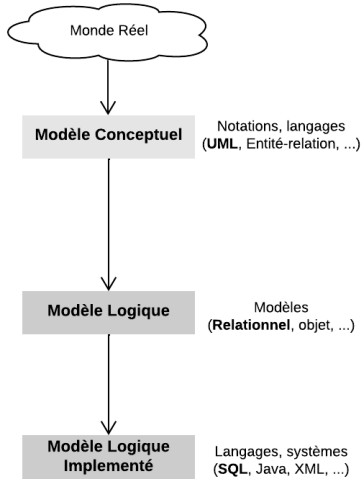 Monde Réel
Modèle Conceptuel
Notations, langages
(UML, Entité-relation, ...)
Modèle Logique
Modèles
(Relationnel, objet, ...)
Modèle Logique
Implementé
Langages, systèmes
(SQL, Java, XML, ...)